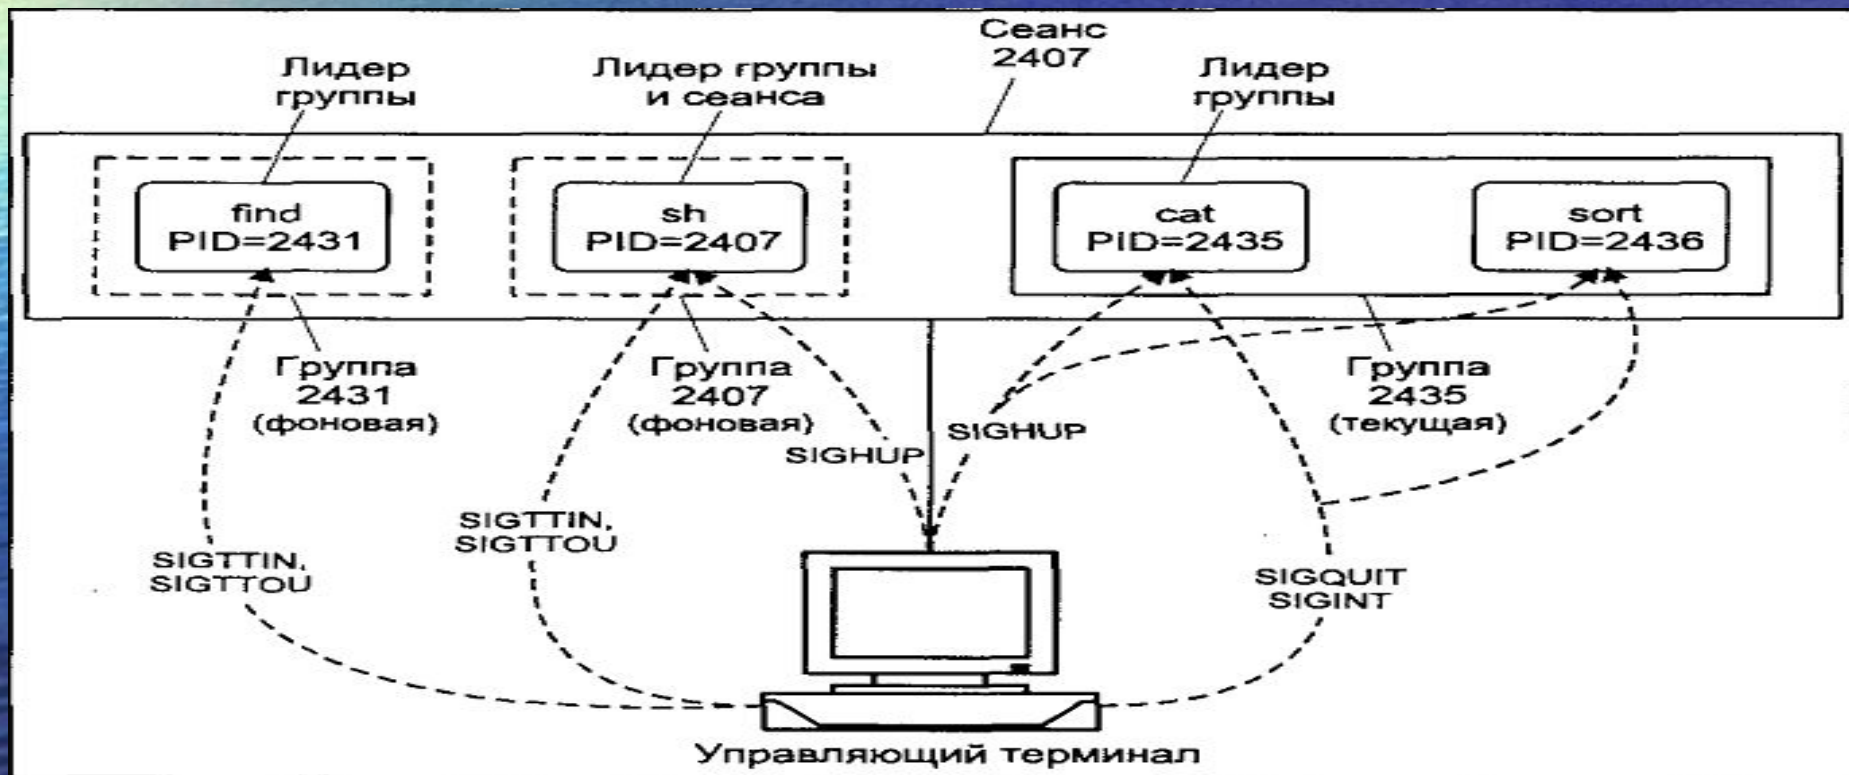 Сеанс
2407
Лидер
группы
Лидер группы
и сеанса
Лидер
группы
find
PID=2431
sh
PID=2407
cat
PID=2435
sort
PID=2436
Группа
2431
(фоновая)
Группа
2407
(фоновая)
Группа
2435
(текущая)
SIGHUP
SIGHUP
SIGTTIN,
SIGTTOU
SIGTTIN,
SIGTTOU
SIGQUIT
SIGINT
Управляющий терминал